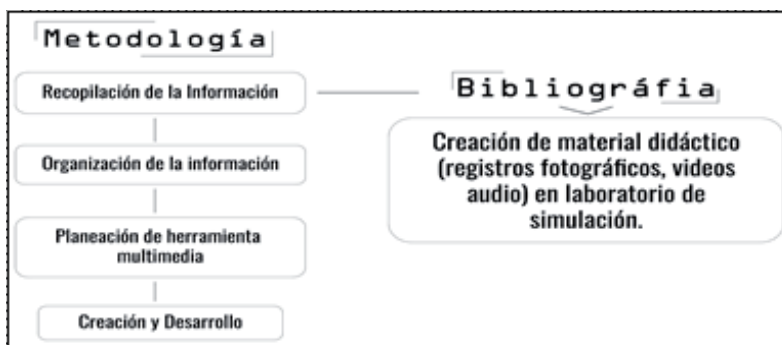 Metodología
Recopilación de la Información
Organización de la información
Planeación de herramienta
multimedia
Creación y Desarrollo
Bibliográfia
Creación de material didáctico
(registros fotográficos, videos
audio) en laboratorio de
simulación.